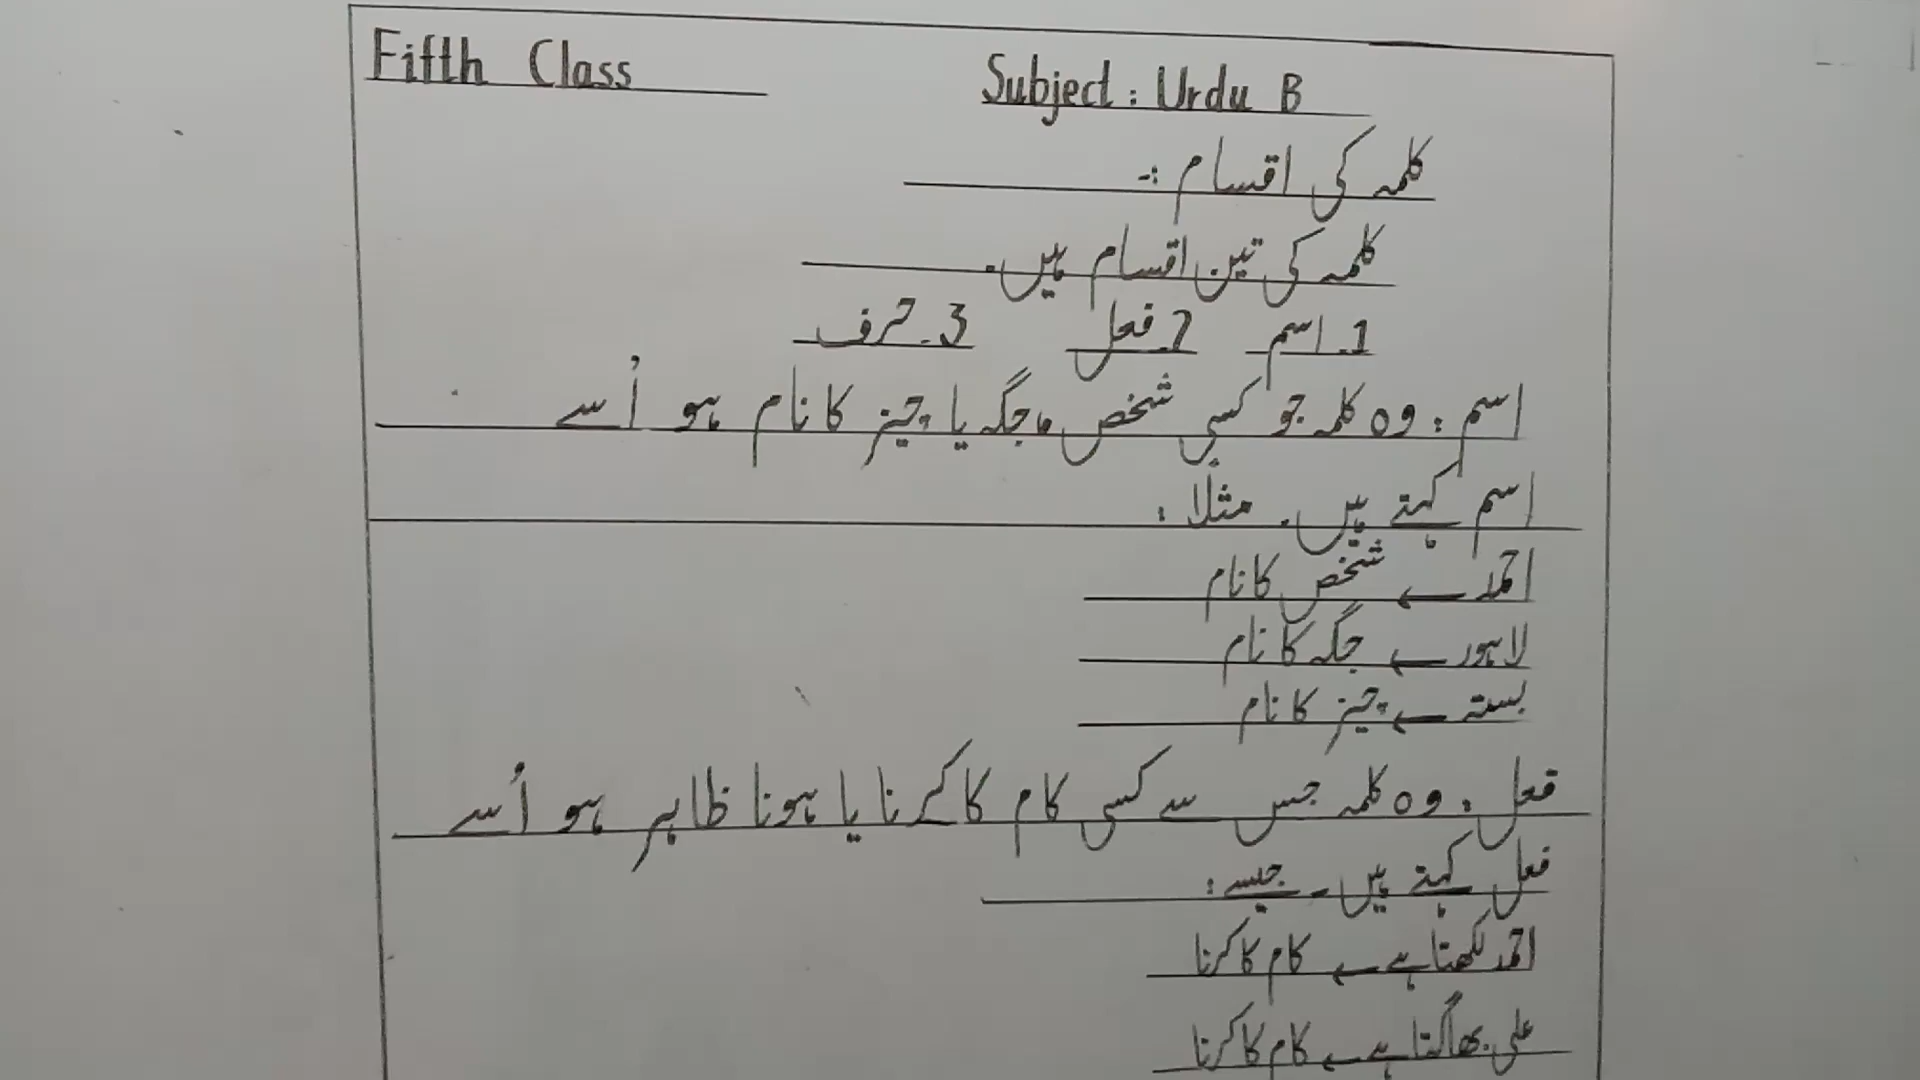 Fifth Class
Subject : Urdu B
کلمہ کی اقسام :-
کلمہ کی تین اقسام ہیں۔
1۔ اسم 2۔ فعل 3۔ حرف
اسم : وہ کلمہ جو کسی شخص ، جگہ یا چیز کا نام ہو اُسے
اسم کہتے ہیں۔ مثلاً :
احمد ← شخص کا نام
لاہور ← جگہ کا نام
بستہ ← چیز کا نام
فعل : وہ کلمہ جس سے کسی کام کا کرنا یا ہونا ظاہر ہو اُسے
فعل کہتے ہیں۔ جیسے :
احمد لکھتا ہے ← کام کا کرنا
علی بھاگتا ہے ← کام کا کرنا